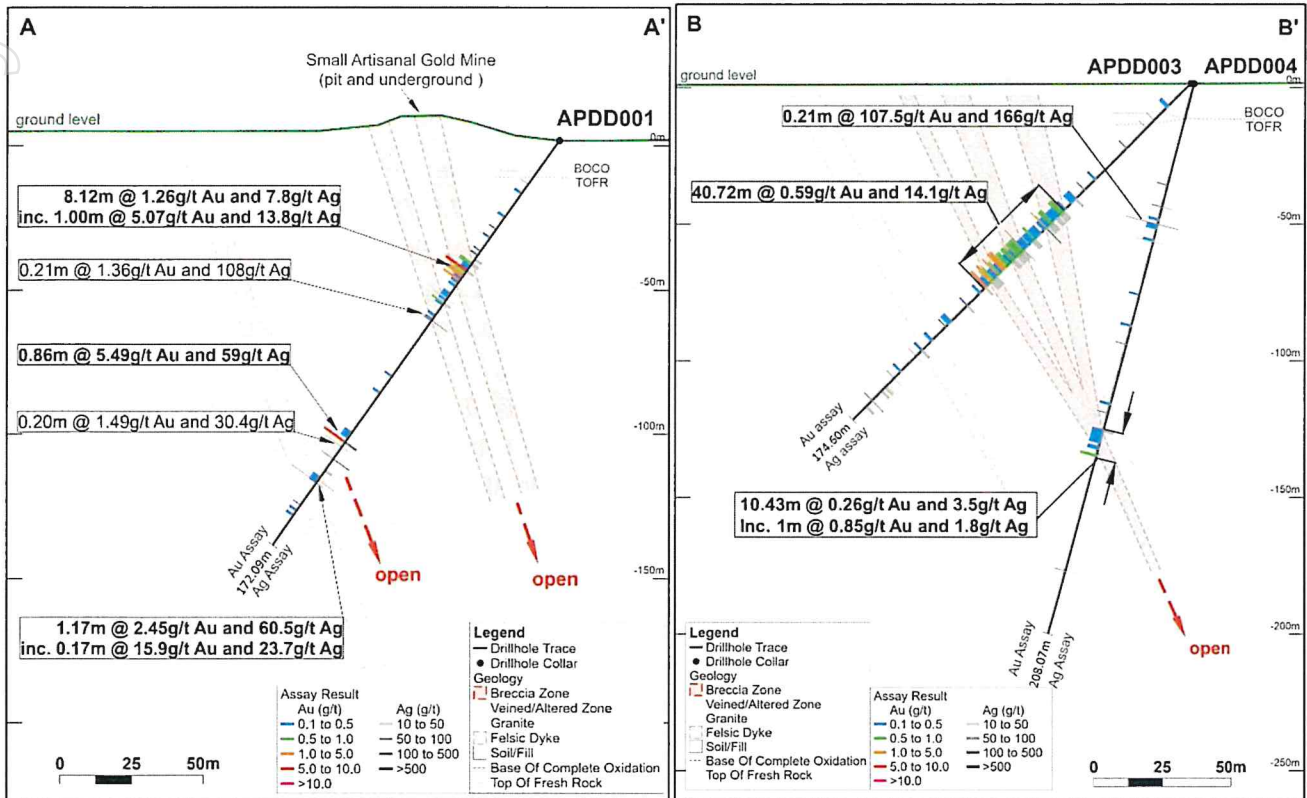 A
A'
Small Artisanal Gold Mine
(pit and underground )
APDD001
ground level
0m
BOCO
TOFR
8.12m @ 1.26g/t Au and 7.8g/t Ag
inc. 1.00m @ 5.07g/t Au and 13.8g/t Ag
0.21m @ 1.36g/t Au and 108g/t Ag
-50m
0.86m @ 5.49g/t Au and 59g/t Ag
0.20m @ 1.49g/t Au and 30.4g/t Ag
-100m
Au Assay
172.09m
Ag Assay
open
open
-150m
1.17m @ 2.45g/t Au and 60.5g/t Ag
inc. 0.17m @ 15.9g/t Au and 23.7g/t Ag
Assay Result
Au (g/t)
Ag (g/t)
0.1 to 0.5
10 to 50
0.5 to 1.0
50 to 100
1.0 to 5.0
100 to 500
5.0 to 10.0
>500
>10.0
Legend
Drillhole Trace
Drillhole Collar
Geology
Breccia Zone
Veined/Altered Zone
Granite
Felsic Dyke
Soil/Fill
Base Of Complete Oxidation
Top Of Fresh Rock
0
25
50m
B
B'
APDD003
APDD004
ground level
0m
0.21m @ 107.5g/t Au and 166g/t Ag
BOCO
TOFR
40.72m @ 0.59g/t Au and 14.1g/t Ag
-50m
-100m
Au assay
174.60m
Ag assay
10.43m @ 0.26g/t Au and 3.5g/t Ag
Inc. 1m @ 0.85g/t Au and 1.8g/t Ag
-150m
open
-200m
Au Assay
208.07m
Ag Assay
Legend
Drillhole Trace
Drillhole Collar
Geology
Breccia Zone
Veined/Altered Zone
Granite
Felsic Dyke
Soil/Fill
Base Of Complete Oxidation
Top Of Fresh Rock
Assay Result
Au (g/t)
Ag (g/t)
0.1 to 0.5
10 to 50
0.5 to 1.0
50 to 100
1.0 to 5.0
100 to 500
5.0 to 10.0
>500
>10.0
0
25
50m
-250m